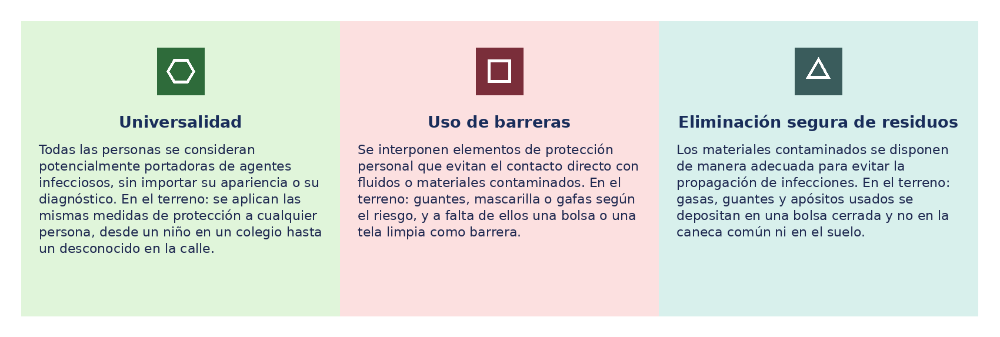 Universalidad
Todas las personas se consideran
potencialmente portadoras de agentes
infecciosos, sin importar su apariencia o su
diagnóstico. En el terreno: se aplican las
mismas medidas de protección a cualquier
persona, desde un niño en un colegio hasta
un desconocido en la calle.
Uso de barreras
Se interponen elementos de protección
personal que evitan el contacto directo con
fluidos o materiales contaminados. En el
terreno: guantes, mascarilla o gafas según
el riesgo, y a falta de ellos una bolsa o una
tela limpia como barrera.
Eliminación segura de residuos
Los materiales contaminados se disponen
de manera adecuada para evitar la
propagación de infecciones. En el terreno:
gasas, guantes y apósitos usados se
depositan en una bolsa cerrada y no en la
caneca común ni en el suelo.